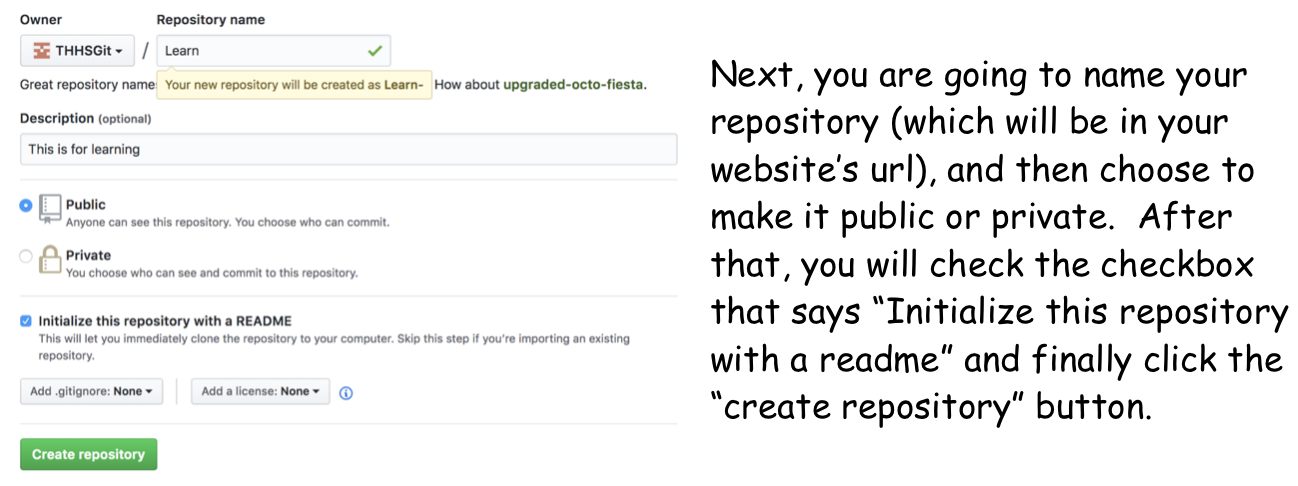 Owner Repository name
THHSGit / Learn
Great repository name Your new repository will be created as Learn- How about upgraded-octo-fiesta.
Description (optional)
This is for learning
Public
Anyone can see this repository. You choose who can commit.
Private
You choose who can see and commit to this repository.
Initialize this repository with a README
This will let you immediately clone the repository to your computer. Skip this step if you're importing an existing
repository.
Add .gitignore: None Add a license: None
Create repository
Next, you are going to name your
repository (which will be in your
website's url), and then choose to
make it public or private. After
that, you will check the checkbox
that says "Initialize this repository
with a readme" and finally click the
"create repository" button.